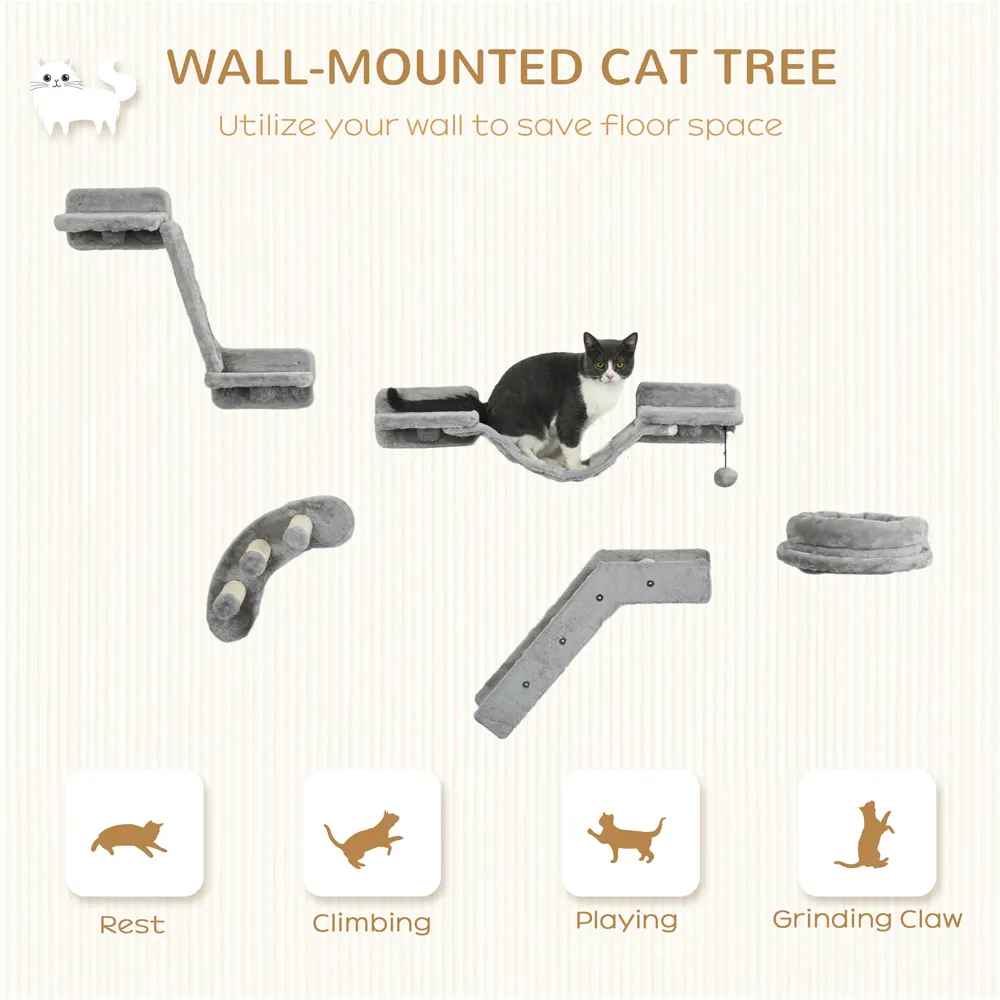 WALL-MOUNTED CAT TREE
Utilize your wall to save floor space
Rest
Climbing
Playing
Grinding Claw